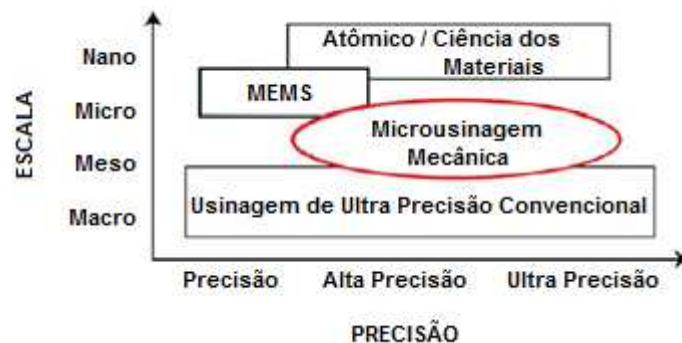 Nano
Micro
Meso
Macro
ESCALA
Atômico / Ciência dos
Materiais
MEMS
Microusinagem
Mecânica
Usinagem de Ultra Precisão Convencional
Precisão
Alta Precisão
Ultra Precisão
PRECISÃO